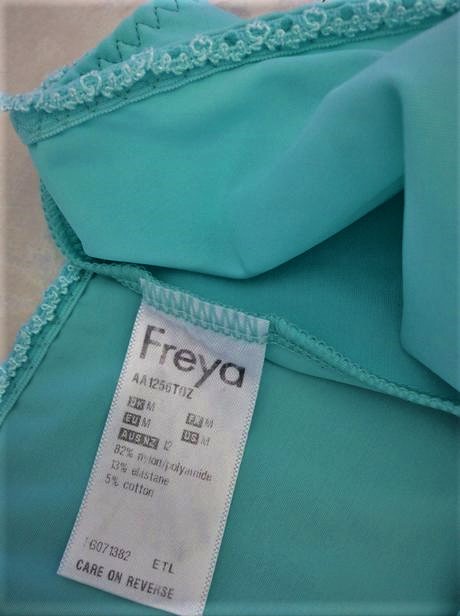 Freya
AA1256TOZ
UK M
EU M FR M
AUS NZ 12 US M
82% nylon/polyamide
13% elastane
5% cotton
G071382 ETL
CARE ON REVERSE